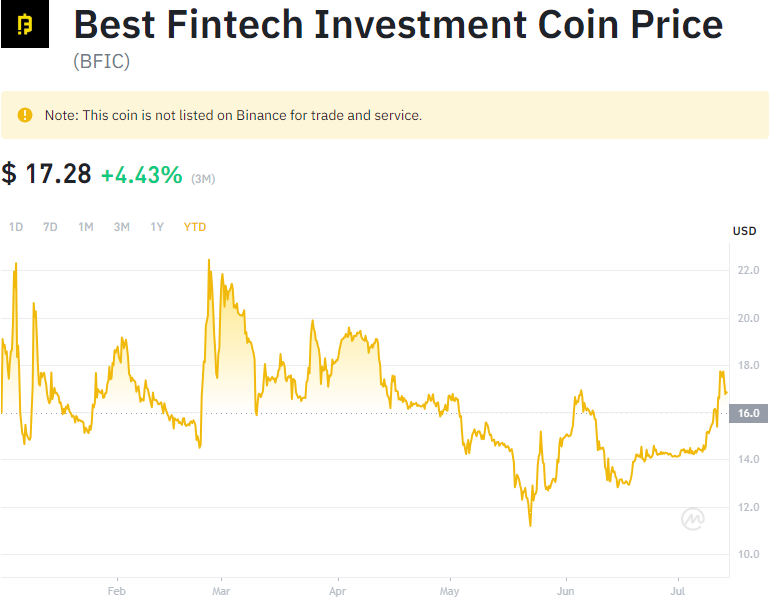 Best Fintech Investment Coin Price
(BFIC)
Note: This coin is not listed on Binance for trade and service.
$ 17.28 +4.43% (3M)
1D 7D 1M 3M 1Y YTD
USD
22.0
20.0
18.0
16.0
14.0
12.0
10.0
Feb Mar Apr May Jun Jul